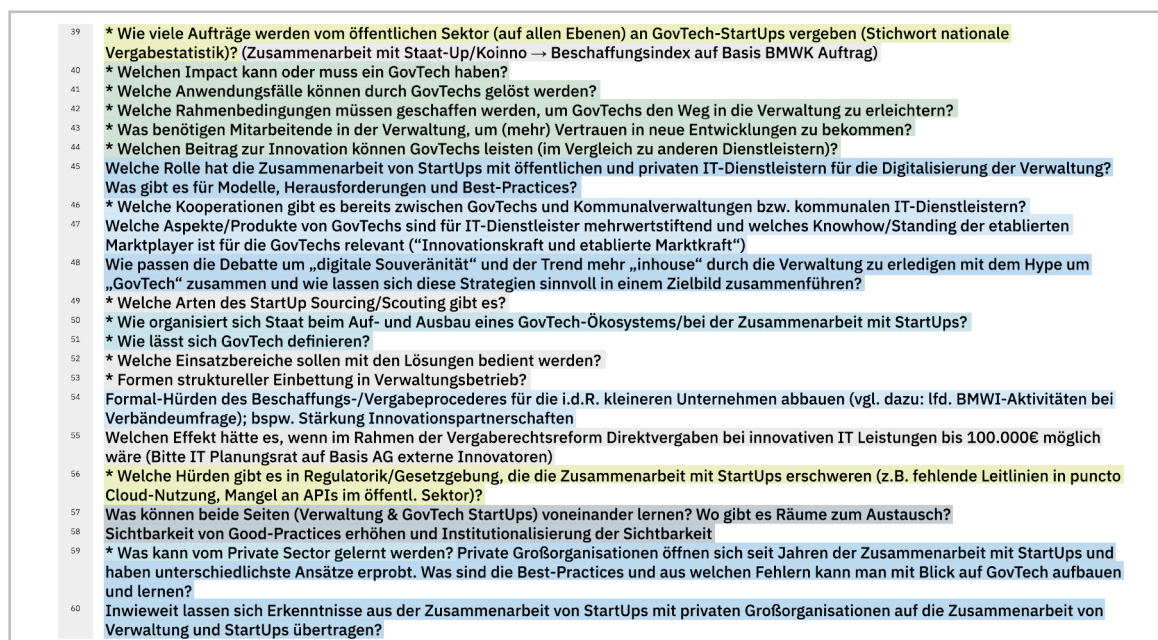 39 * Wie viele Aufträge werden vom öffentlichen Sektor (auf allen Ebenen) an GovTech-StartUps vergeben (Stichwort nationale
Vergabestatistik)? (Zusammenarbeit mit Staat-Up/Koinno → Beschaffungsindex auf Basis BMWK Auftrag)
40 * Welchen Impact kann oder muss ein GovTech haben?
41 * Welche Anwendungsfälle können durch GovTechs gelöst werden?
42 * Welche Rahmenbedingungen müssen geschaffen werden, um GovTechs den Weg in die Verwaltung zu erleichtern?
43 * Was benötigen Mitarbeitende in der Verwaltung, um (mehr) Vertrauen in neue Entwicklungen zu bekommen?
44 * Welchen Beitrag zur Innovation können GovTechs leisten (im Vergleich zu anderen Dienstleistern)?
45 Welche Rolle hat die Zusammenarbeit von StartUps mit öffentlichen und privaten IT-Dienstleistern für die Digitalisierung der Verwaltung?
Was gibt es für Modelle, Herausforderungen und Best-Practices?
46 * Welche Kooperationen gibt es bereits zwischen GovTechs und Kommunalverwaltungen bzw. kommunalen IT-Dienstleistern?
47 Welche Aspekte/Produkte von GovTechs sind für IT-Dienstleister mehrwertstiftend und welches Knowhow/Standing der etablierten
Marktplayer ist für die GovTechs relevant (“Innovationskraft und etablierte Marktkraft“)
48 Wie passen die Debatte um „digitale Souveränität“ und der Trend mehr „inhouse“ durch die Verwaltung zu erledigen mit dem Hype um
„GovTech“ zusammen und wie lassen sich diese Strategien sinnvoll in einem Zielbild zusammenführen?
49 * Welche Arten des StartUp Sourcing/Scouting gibt es?
50 * Wie organisiert sich Staat beim Auf- und Ausbau eines GovTech-Ökosystems/bei der Zusammenarbeit mit StartUps?
51 * Wie lässt sich GovTech definieren?
52 * Welche Einsatzbereiche sollen mit den Lösungen bedient werden?
53 * Formen struktureller Einbettung in Verwaltungsbetrieb?
54 Formal-Hürden des Beschaffungs-/Vergabeprocederes für die i.d.R. kleineren Unternehmen abbauen (vgl. dazu: lfd. BMWI-Aktivitäten bei
Verbändeumfrage); bspw. Stärkung Innovationspartnerschaften
55 Welchen Effekt hätte es, wenn im Rahmen der Vergaberechtsreform Direktvergaben bei innovativen IT Leistungen bis 100.000€ möglich
wäre (Bitte IT Planungsrat auf Basis AG externe Innovatoren)
56 * Welche Hürden gibt es in Regulatorik/Gesetzgebung, die die Zusammenarbeit mit StartUps erschweren (z.B. fehlende Leitlinien in puncto
Cloud-Nutzung, Mangel an APIs im öffentl. Sektor)?
57 Was können beide Seiten (Verwaltung & GovTech StartUps) voneinander lernen? Wo gibt es Räume zum Austausch?
58 Sichtbarkeit von Good-Practices erhöhen und Institutionalisierung der Sichtbarkeit
59 * Was kann vom Private Sector gelernt werden? Private Großorganisationen öffnen sich seit Jahren der Zusammenarbeit mit StartUps und
haben unterschiedlichste Ansätze erprobt. Was sind die Best-Practices und aus welchen Fehlern kann man mit Blick auf GovTech aufbauen
und lernen?
60 Inwieweit lassen sich Erkenntnisse aus der Zusammenarbeit von StartUps mit privaten Großorganisationen auf die Zusammenarbeit von
Verwaltung und StartUps übertragen?